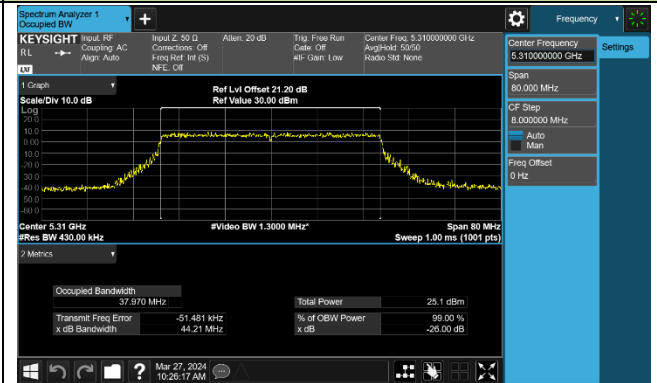 Spectrum Analyzer 1
Occupied BW
+
Frequency
KEYSIGHT
RL
LXI
Input: RF
Coupling: AC
Align: Auto
Input Z: 50 Ω
Corrections: Off
Freq Ref: Int (S)
NFE: Off
Atten: 20 dB
Trig: Free Run
Gate: Off
#IF Gain: Low
Center Freq: 5.310000000 GHz
Avg|Hold: 50/50
Radio Std: None
Center Frequency
5.310000000 GHz
Settings
Span
80.000 MHz
CF Step
8.000000 MHz
Auto
Man
Freq Offset
0 Hz
1 Graph
Scale/Div 10.0 dB
Ref Lvl Offset 21.20 dB
Ref Value 30.00 dBm
Log
20.0
10.0
0.00
-10.0
-20.0
-30.0
-40.0
-50.0
-60.0
Center 5.31 GHz
#Video BW 1.3000 MHz*
Span 80 MHz
#Res BW 430.00 kHz
Sweep 1.00 ms (1001 pts)
2 Metrics
Occupied Bandwidth
37.970 MHz
Total Power 25.1 dBm
Transmit Freq Error -51.481 kHz
% of OBW Power 99.00 %
x dB Bandwidth 44.21 MHz
x dB -26.00 dB
?
Mar 27, 2024
10:26:17 AM